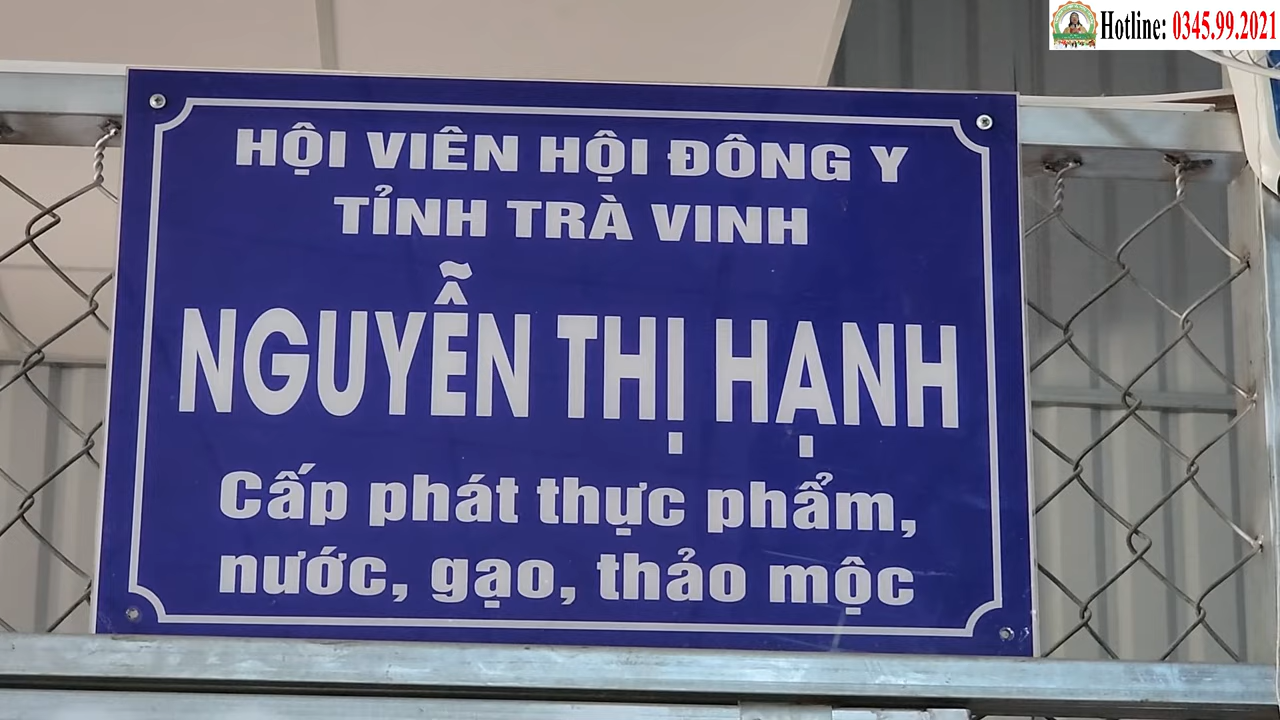 Hotline: 0345.99.2021
HỘI VIÊN HỘI ĐÔNG Y
TỈNH TRÀ VINH
NGUYỄN THỊ HẠNH
Cấp phát thực phẩm,
nước, gạo, thảo mộc